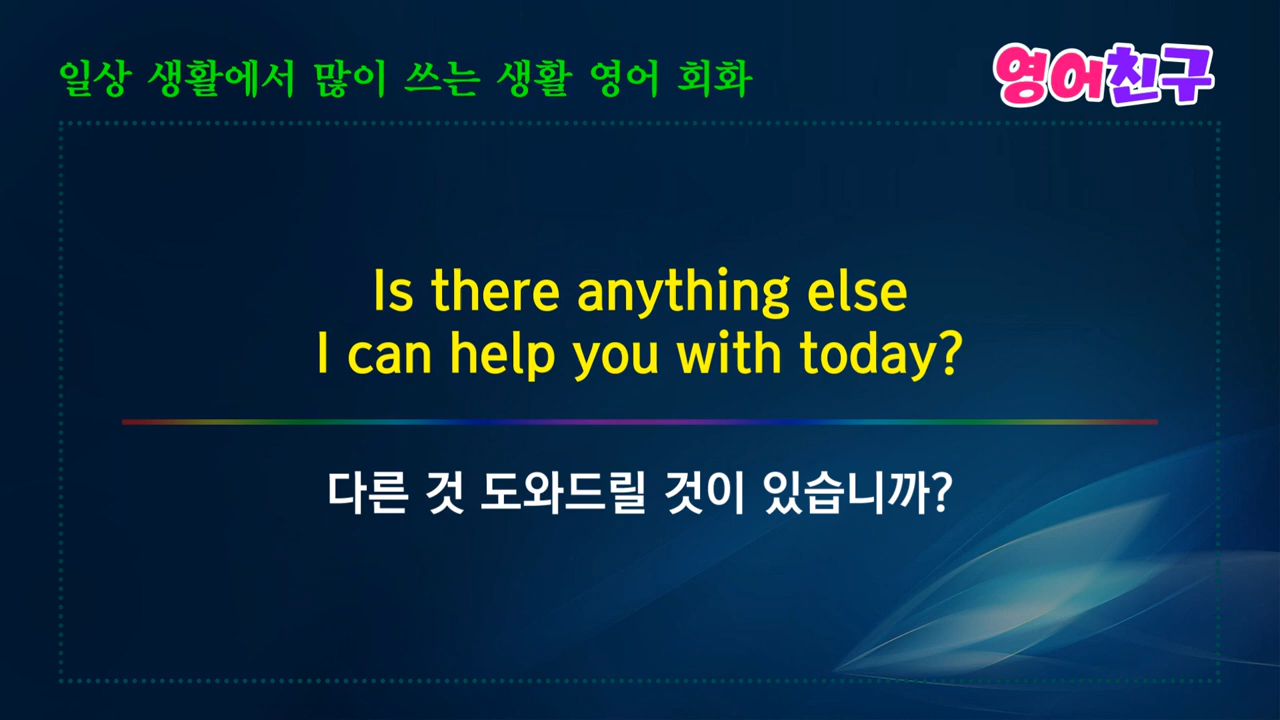 일상 생활에서 많이 쓰는 생활 영어 회화
영어친구
Is there anything else
I can help you with today?
다른 것 도와드릴 것이 있습니까?